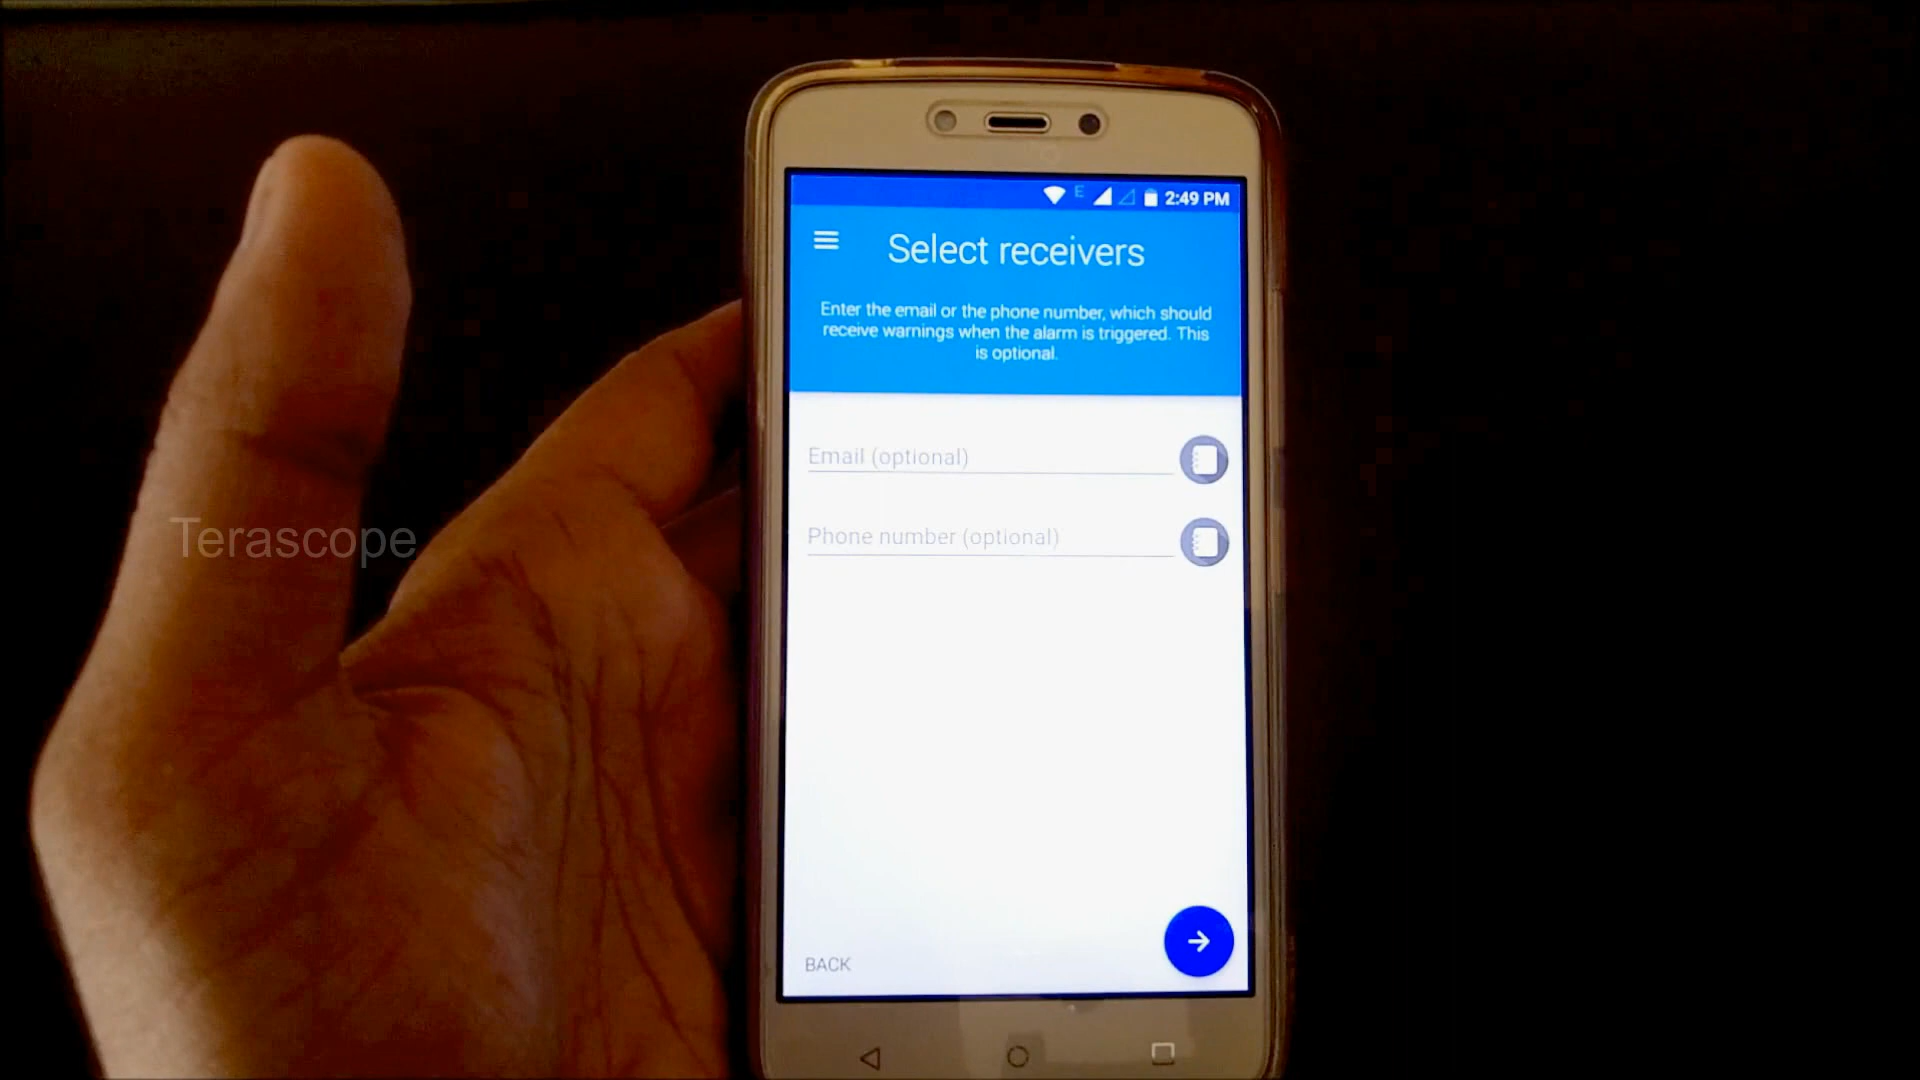 E 2:49 PM
Select receivers
Enter the email or the phone number, which should
receive warnings when the alarm is triggered. This
is optional.
Email (optional)
Phone number (optional)
Terascope
BACK